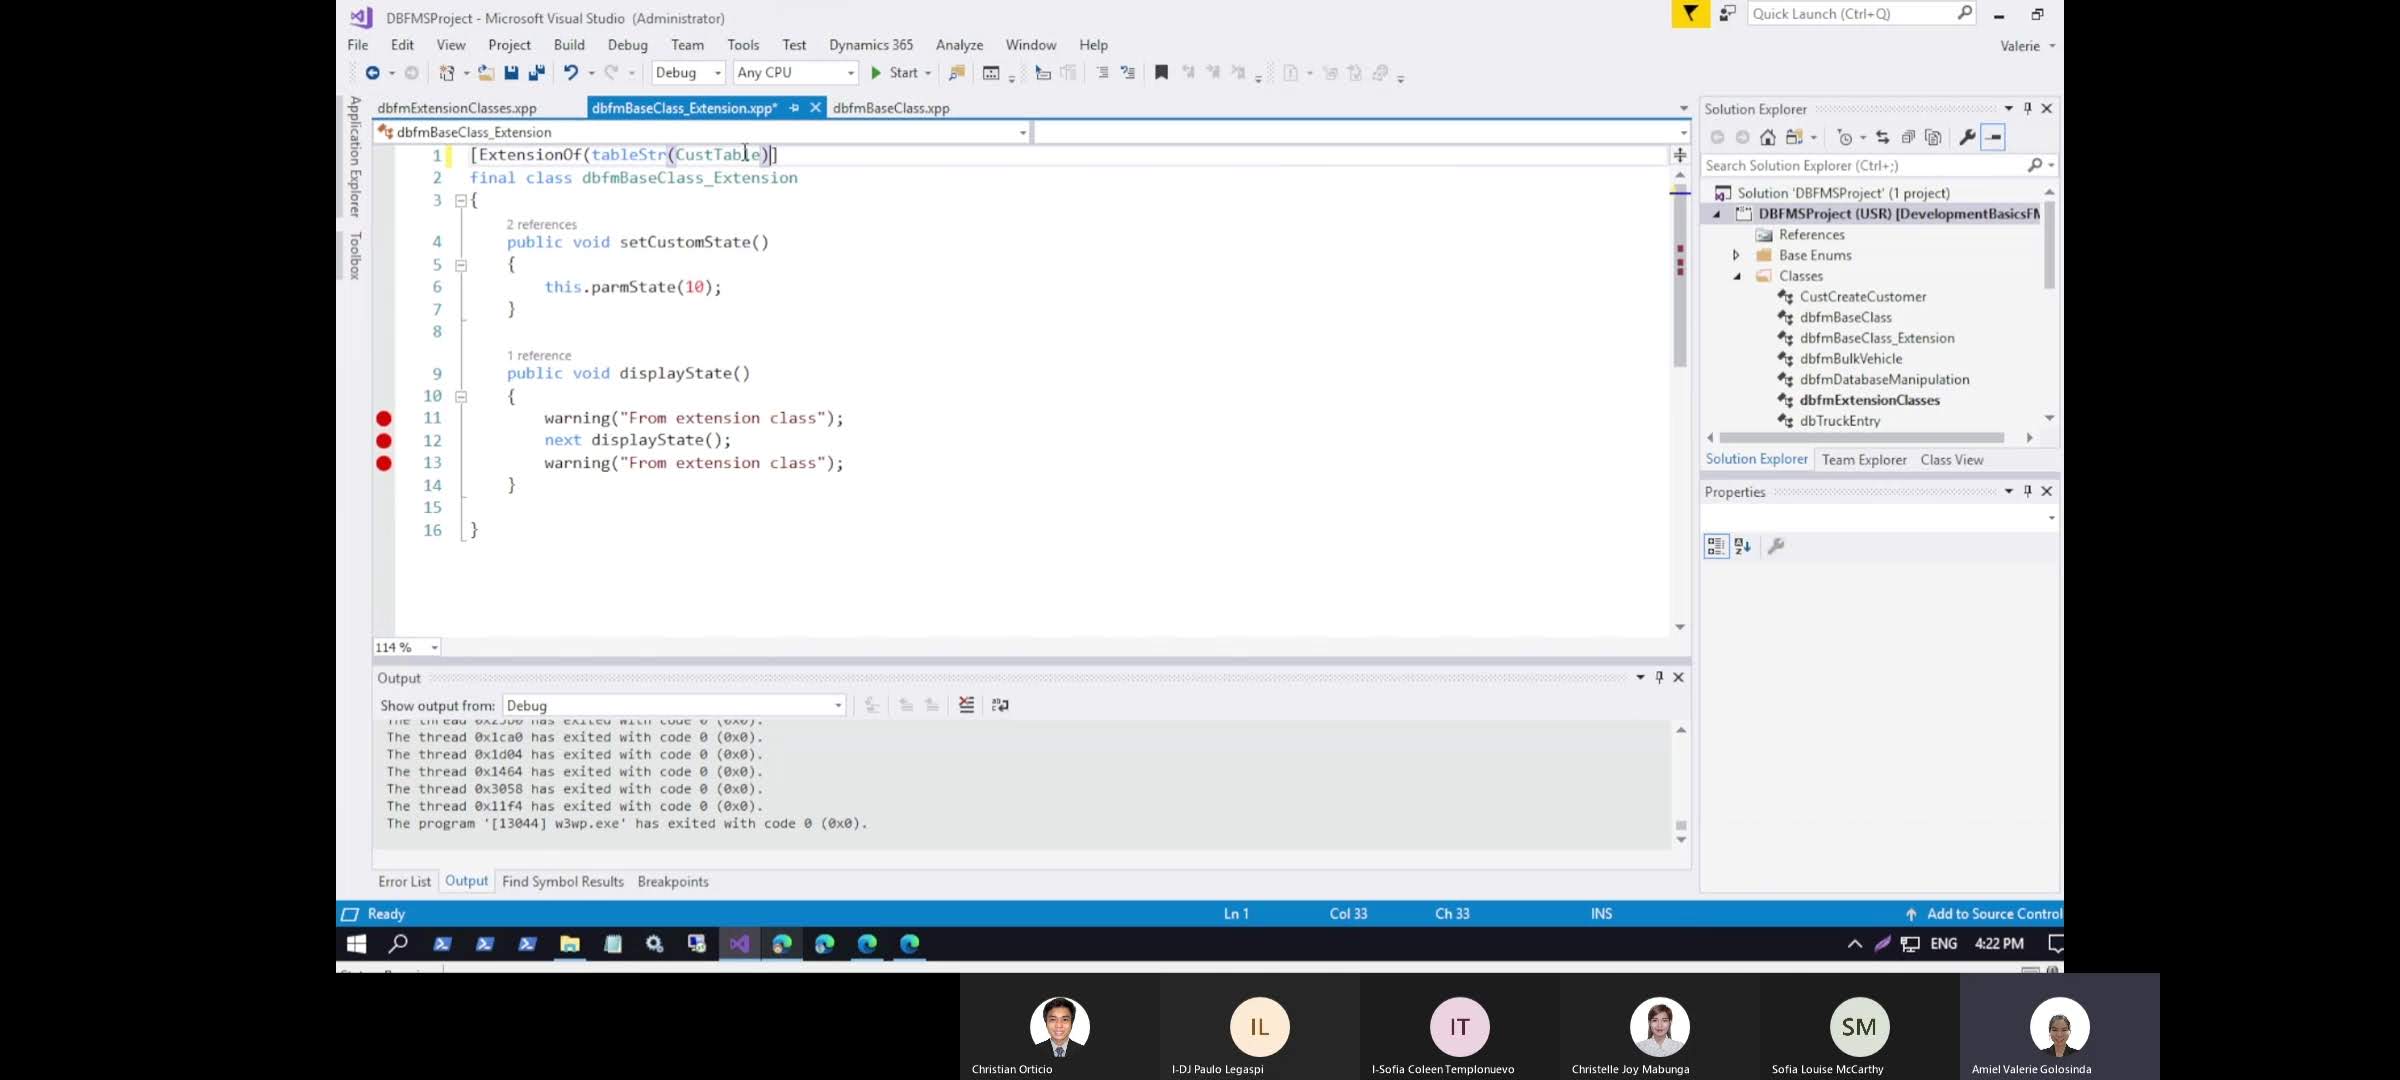 DBFMSProject - Microsoft Visual Studio (Administrator)
Quick Launch (Ctrl+Q)
File Edit View Project Build Debug Team Tools Test Dynamics 365 Analyze Window Help
Valerie
Debug Any CPU Start
Application Explorer
Toolbox
dbfmExtensionClasses.xpp dbfmBaseClass_Extension.xpp* dbfmBaseClass.xpp
dbfmBaseClass_Extension
1 [ExtensionOf(tableStr(CustTable)]
2 final class dbfmBaseClass_Extension
3 {
2 references
4 public void setCustomState()
5 {
6 this.parmState(10);
7 }
8
1 reference
9 public void displayState()
10 {
11 warning("From extension class");
12 next displayState();
13 warning("From extension class");
14 }
15
16 }
114 %
Solution Explorer
Search Solution Explorer (Ctrl+;)
Solution 'DBFMSProject' (1 project)
DBFMSProject (USR) [DevelopmentBasicsFM
References
Base Enums
Classes
CustCreateCustomer
dbfmBaseClass
dbfmBaseClass_Extension
dbfmBulkVehicle
dbfmDatabaseManipulation
dbfmExtensionClasses
dbTruckEntry
Solution Explorer Team Explorer Class View
Properties
Output
Show output from: Debug
The thread 0x1ca0 has exited with code 0 (0x0).
The thread 0x1d04 has exited with code 0 (0x0).
The thread 0x1464 has exited with code 0 (0x0).
The thread 0x3058 has exited with code 0 (0x0).
The thread 0x11f4 has exited with code 0 (0x0).
The program '[13044] w3wp.exe' has exited with code 0 (0x0).
Error List Output Find Symbol Results Breakpoints
Ready Ln 1 Col 33 Ch 33 INS Add to Source Control
ENG 4:22 PM
IL IT SM
Christian Orticio I-DJ Paulo Legaspi I-Sofia Coleen Templonuevo Christelle Joy Mabunga Sofia Louise McCarthy Amiel Valerie Golosinda